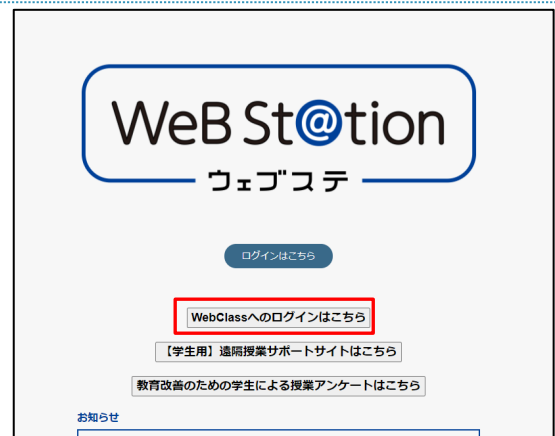 WeB St@tion
ウェブステ
ログインはこちら
WebClassへのログインはこちら
【学生用】遠隔授業サポートサイトはこちら
教育改善のための学生による授業アンケートはこちら
お知らせ